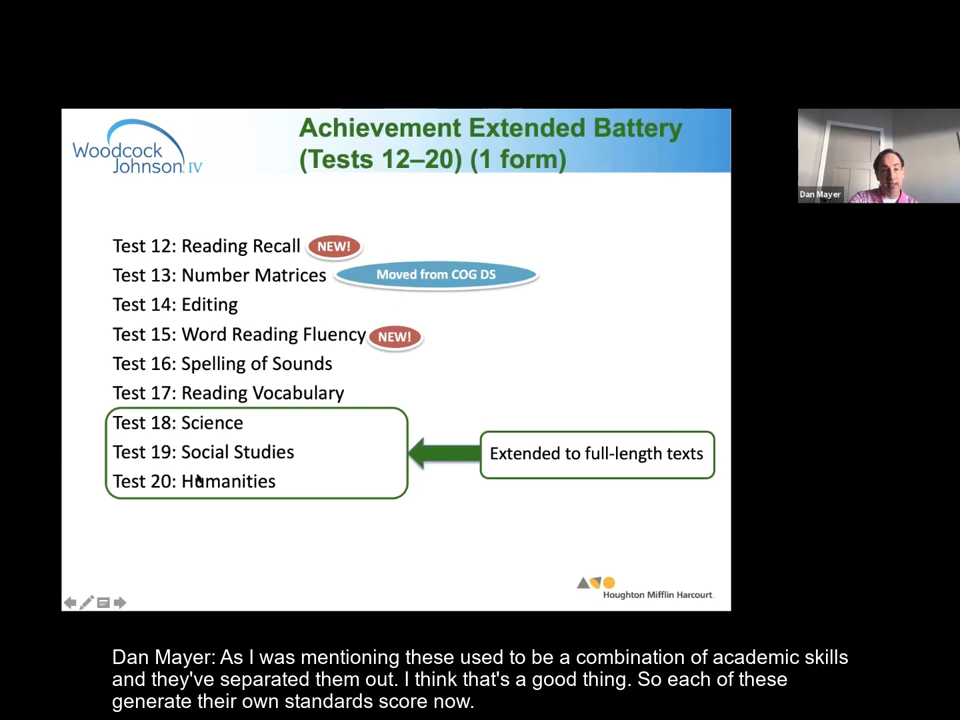 Woodcock
Johnson IV
Achievement Extended Battery
(Tests 12–20) (1 form)
Dan Mayer
Test 12: Reading Recall NEW!
Test 13: Number Matrices Moved from COG DS
Test 14: Editing
Test 15: Word Reading Fluency NEW!
Test 16: Spelling of Sounds
Test 17: Reading Vocabulary
Test 18: Science
Test 19: Social Studies
Test 20: Humanities
Extended to full-length texts
Houghton Mifflin Harcourt
Dan Mayer: As I was mentioning these used to be a combination of academic skills
and they've separated them out. I think that's a good thing. So each of these
generate their own standards score now.